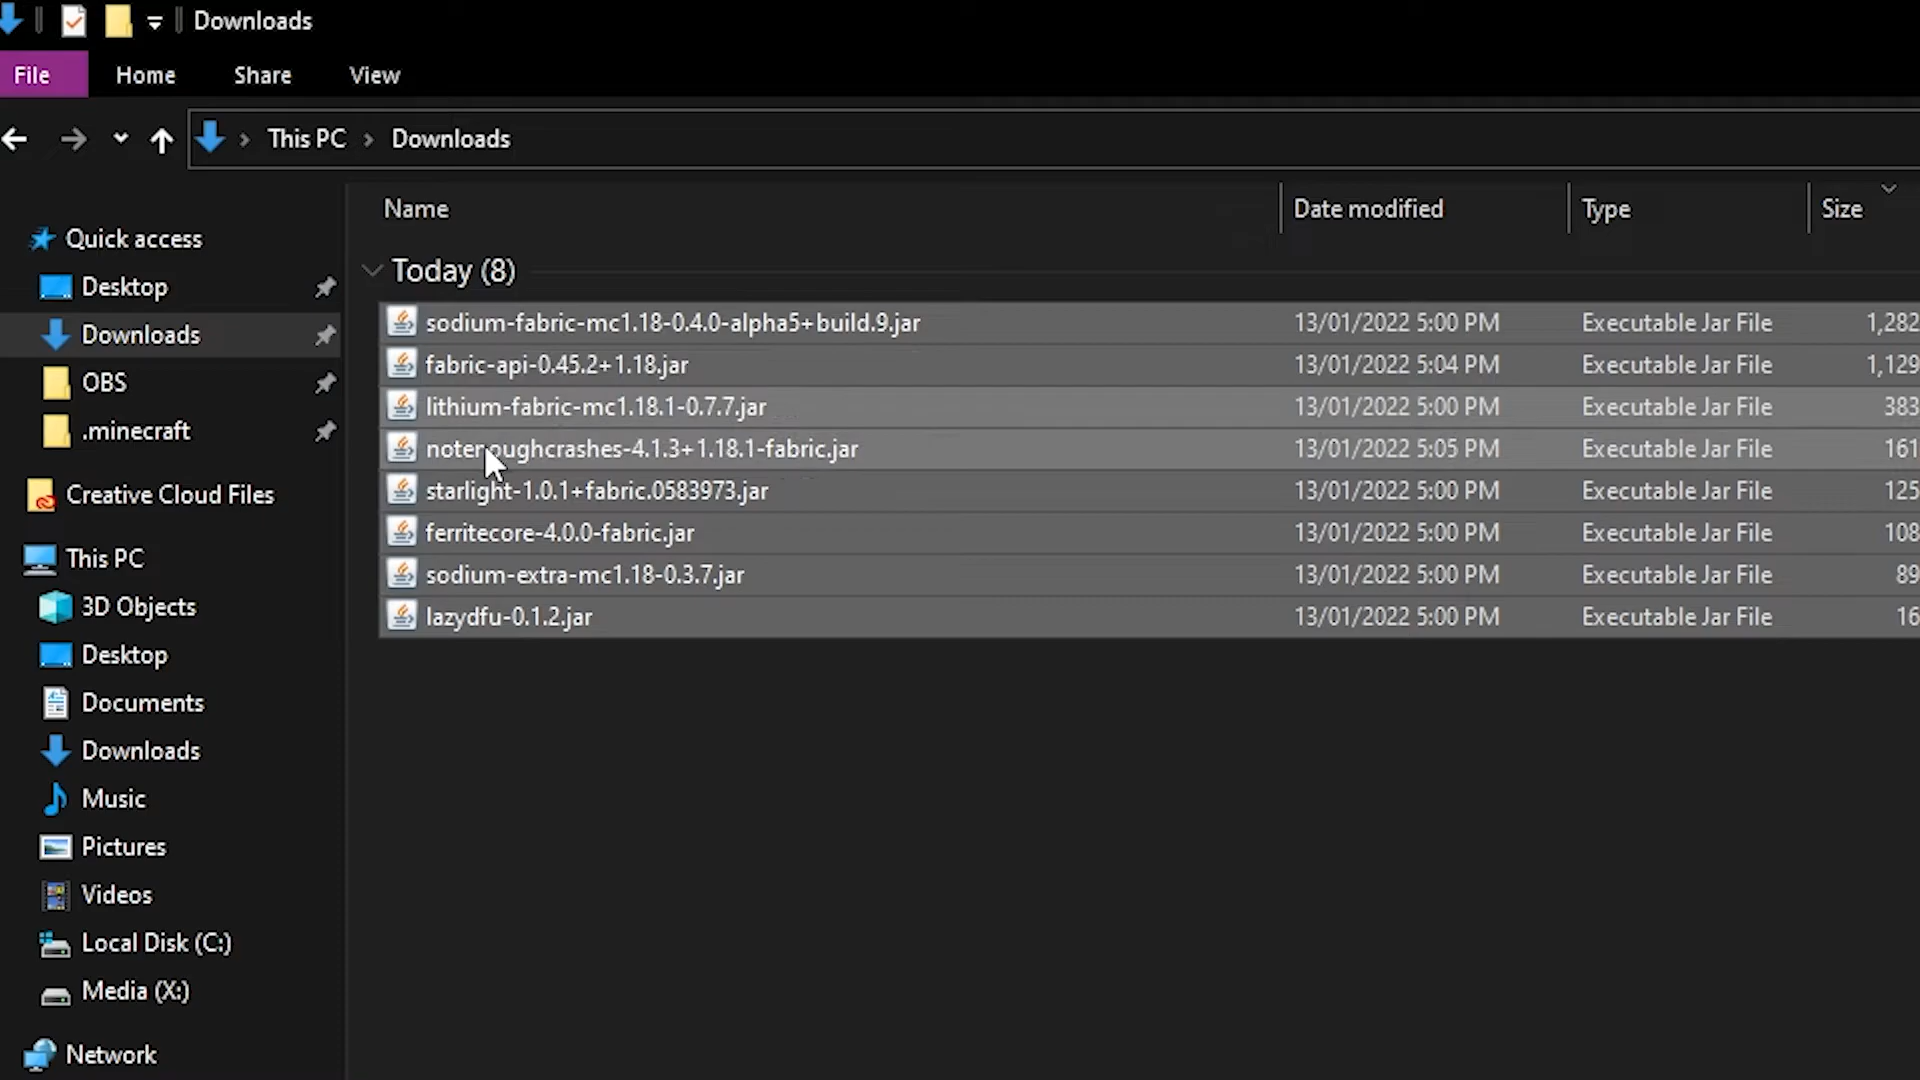 Downloads
File Home Share View
This PC Downloads
Name Date modified Type Size
Today (8)
sodium-fabric-mc1.18-0.4.0-alpha5+build.9.jar 13/01/2022 5:00 PM Executable Jar File 1,282
fabric-api-0.45.2+1.18.jar 13/01/2022 5:04 PM Executable Jar File 1,129
lithium-fabric-mc1.18.1-0.7.7.jar 13/01/2022 5:00 PM Executable Jar File 383
notenoughcrashes-4.1.3+1.18.1-fabric.jar 13/01/2022 5:05 PM Executable Jar File 161
starlight-1.0.1+fabric.0583973.jar 13/01/2022 5:00 PM Executable Jar File 125
ferritecore-4.0.0-fabric.jar 13/01/2022 5:00 PM Executable Jar File 108
sodium-extra-mc1.18-0.3.7.jar 13/01/2022 5:00 PM Executable Jar File 89
lazydfu-0.1.2.jar 13/01/2022 5:00 PM Executable Jar File 16
Quick access
Desktop
Downloads
OBS
.minecraft
Creative Cloud Files
This PC
3D Objects
Desktop
Documents
Downloads
Music
Pictures
Videos
Local Disk (C:)
Media (X:)
Network